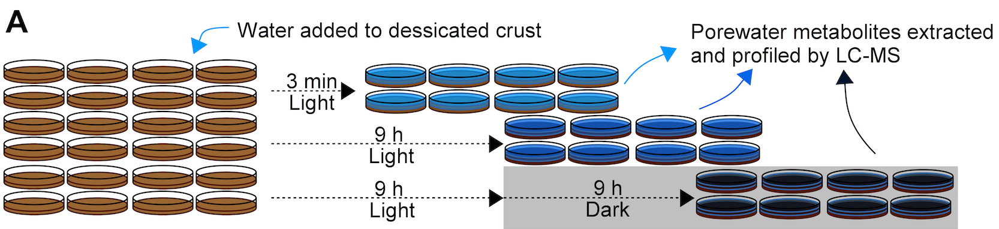 A
Water added to dessicated crust
Porewater metabolites extracted
and profiled by LC-MS
3 min
Light
9 h
Light
9 h
Light
9 h
Dark